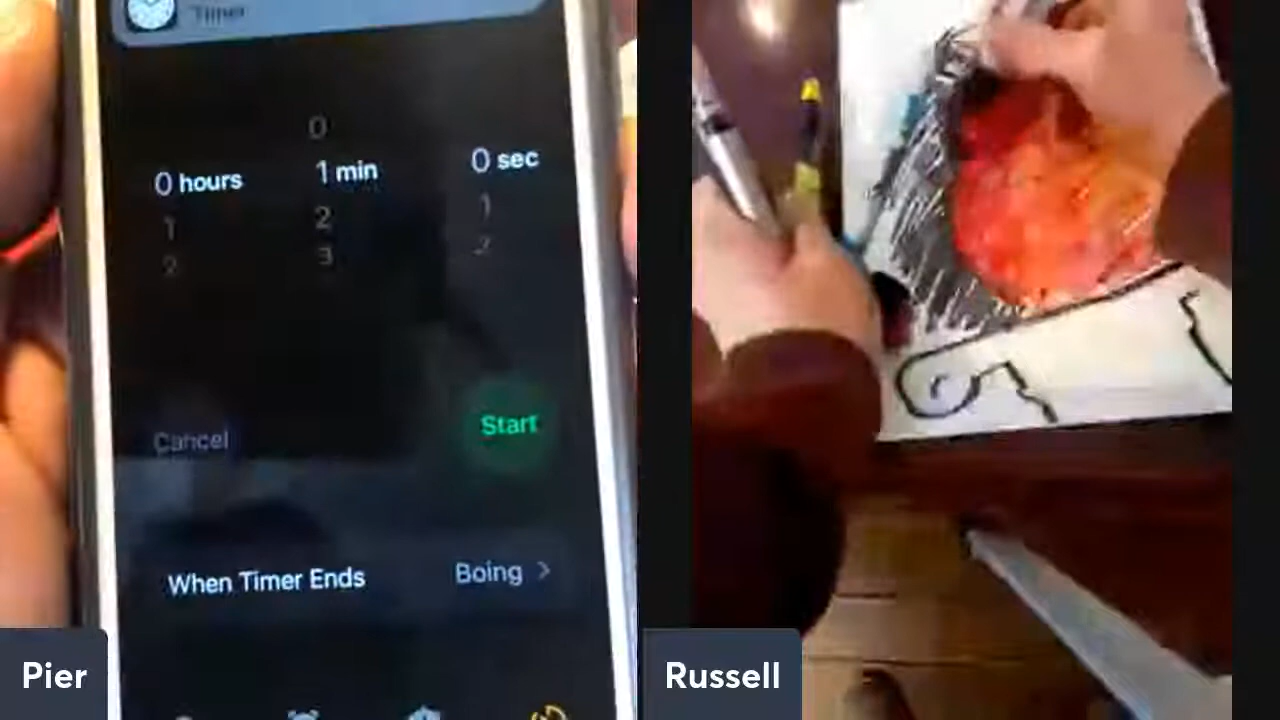 Timer
0
0 hours 1 min 0 sec
1 2 1
2 3 2
Cancel Start
When Timer Ends Boing >
Pier Russell